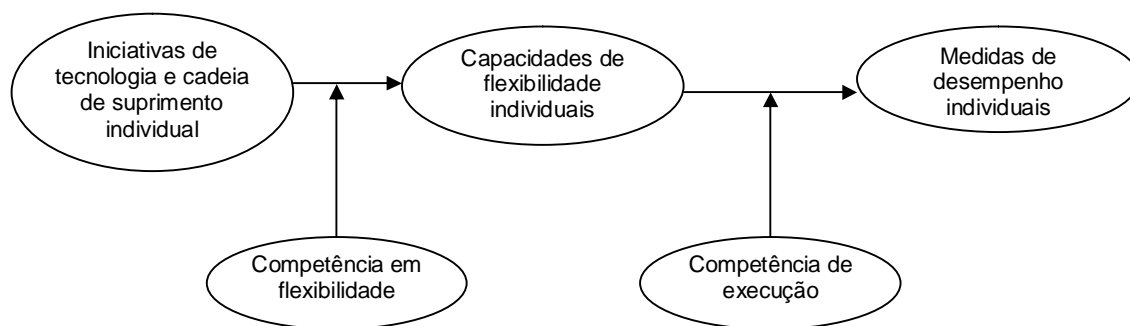 Iniciativas de
tecnologia e cadeia
de suprimento
individual
Capacidades de
flexibilidade
individuais
Medidas de
desempenho
individuais
Competência em
flexibilidade
Competência de
execução